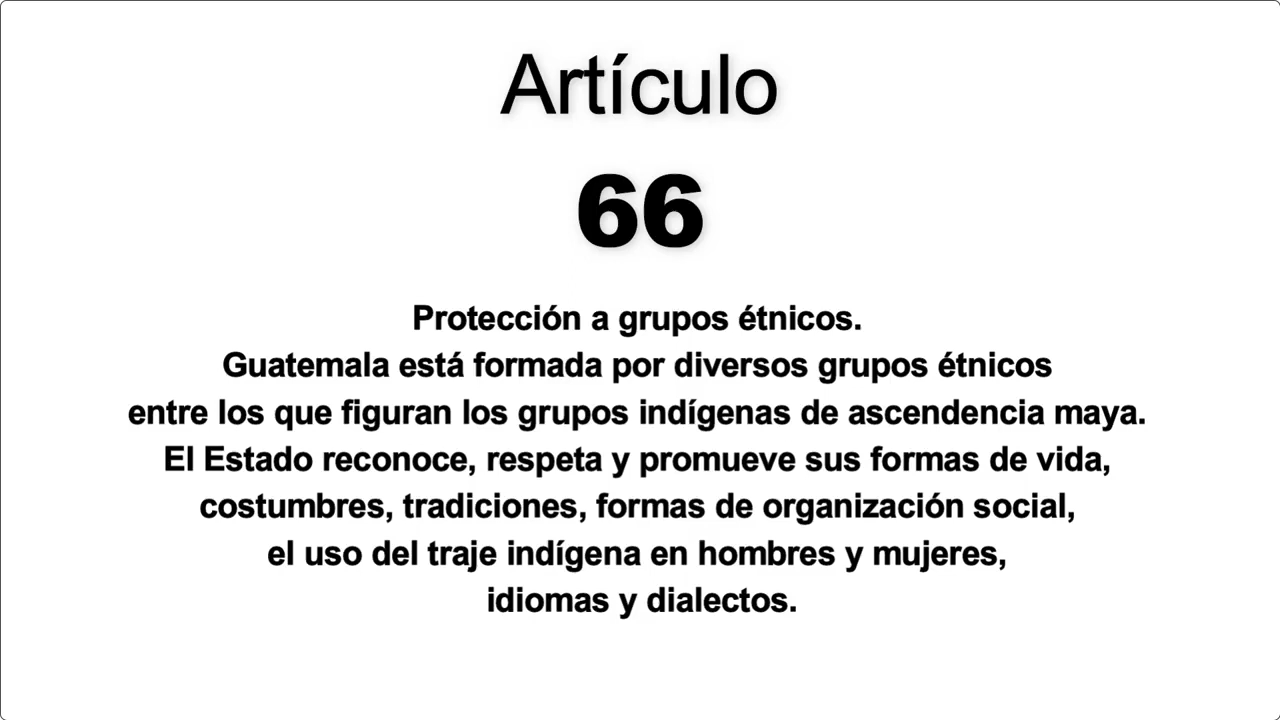 Artículo
66
Protección a grupos étnicos.
Guatemala está formada por diversos grupos étnicos
entre los que figuran los grupos indígenas de ascendencia maya.
El Estado reconoce, respeta y promueve sus formas de vida,
costumbres, tradiciones, formas de organización social,
el uso del traje indígena en hombres y mujeres,
idiomas y dialectos.